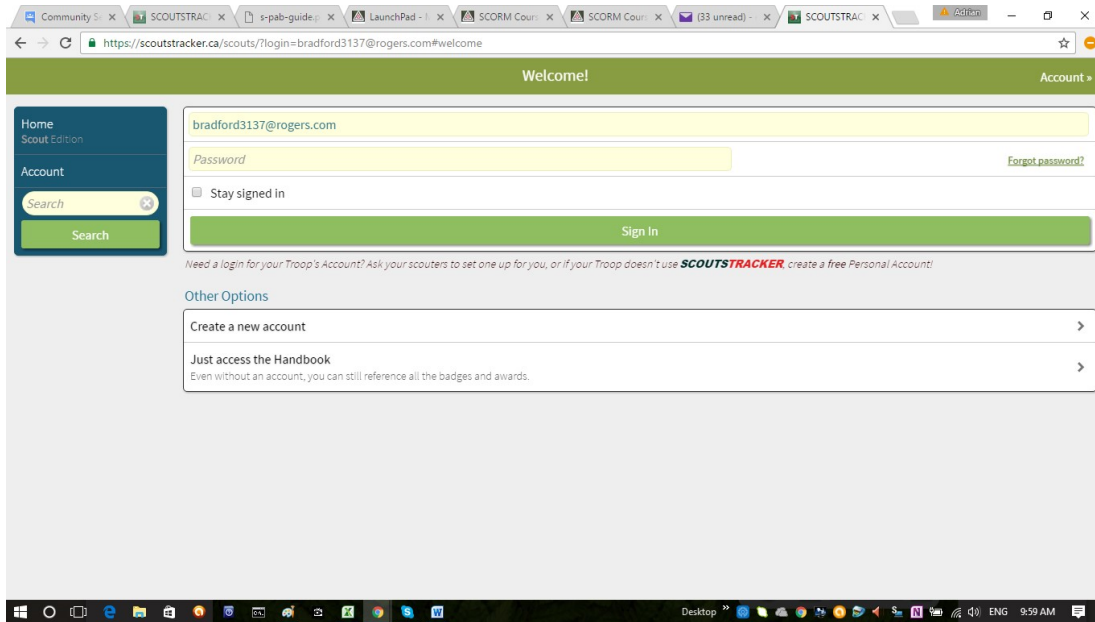 Community Se
SCOUTSTRAC
s-pab-guide.p
LaunchPad -
SCORM Cours
SCORM Cours
(33 unread) -
SCOUTSTRAC
Adrian
https://scoutstracker.ca/scouts/?login=bradford3137@rogers.com#welcome
Welcome!
Account »
Home
Scout Edition
Account
Search
Search
bradford3137@rogers.com
Password
Forgot password?
Stay signed in
Sign In
Need a login for your Troop's Account? Ask your scouters to set one up for you, or if your Troop doesn't use SCOUTSTRACKER, create a free Personal Account!
Other Options
Create a new account
Just access the Handbook
Even without an account, you can still reference all the badges and awards.
Desktop
ENG
9:59 AM